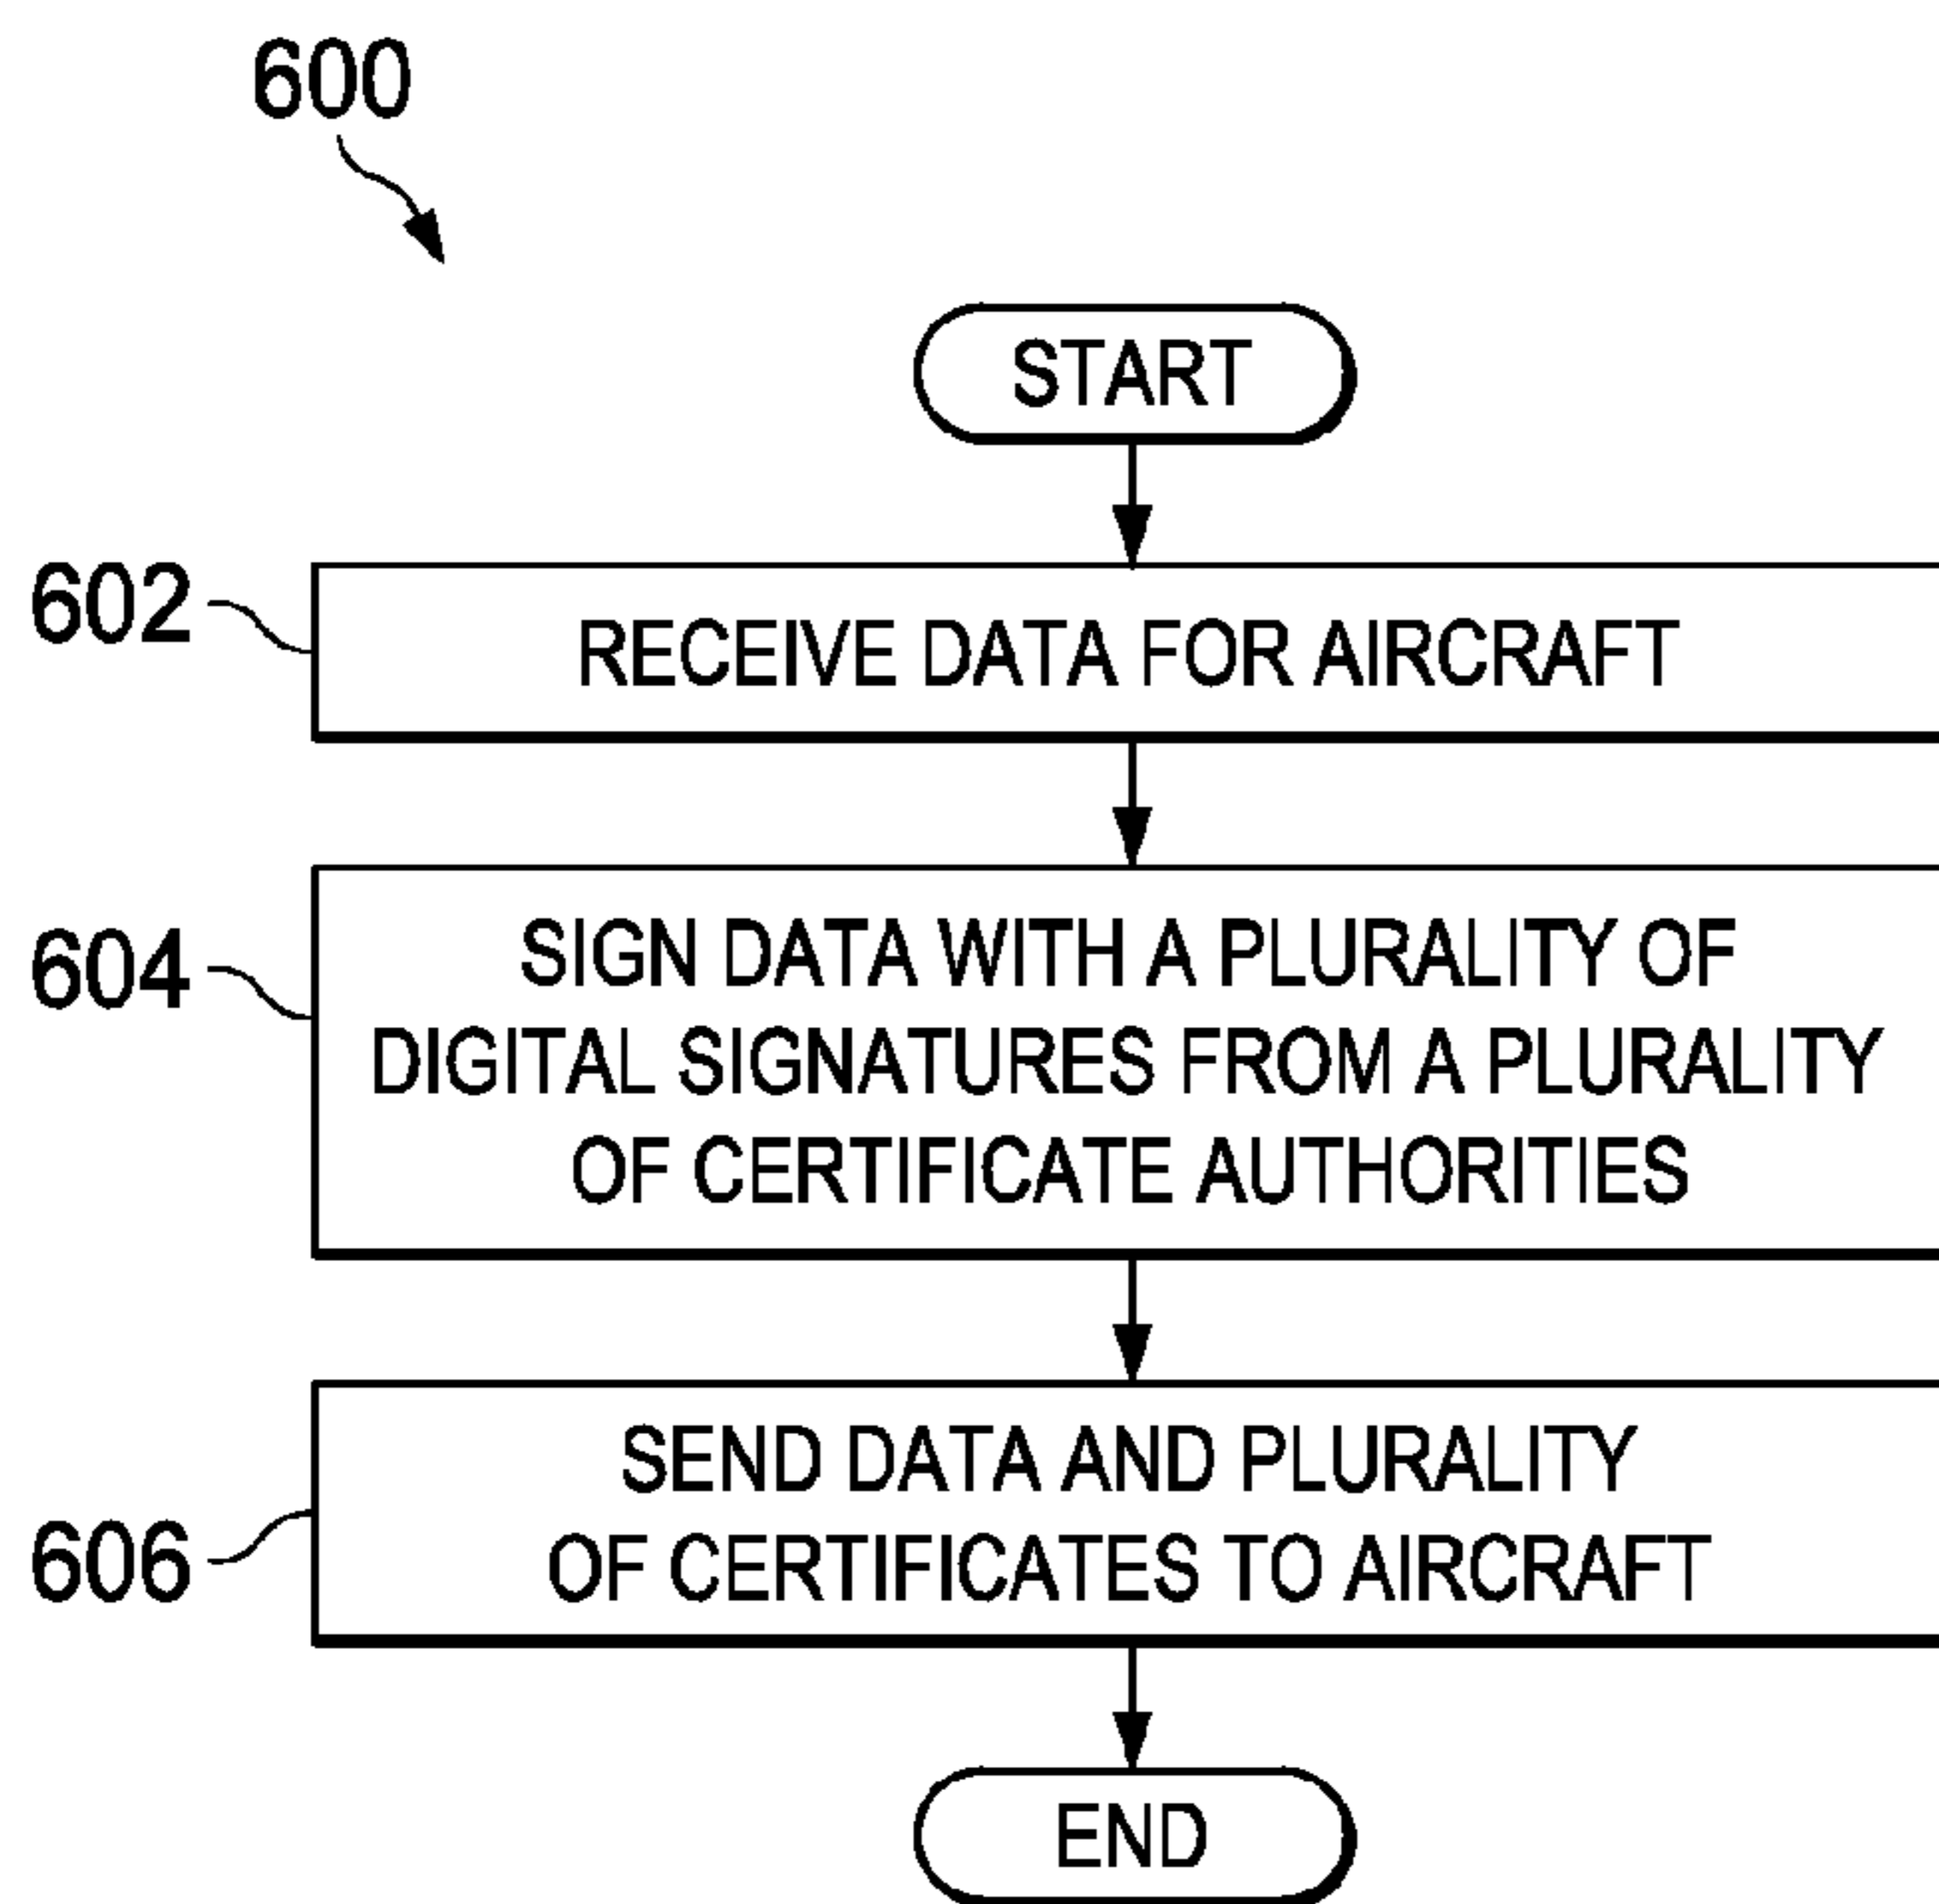 600
START
602
RECEIVE DATA FOR AIRCRAFT
604
SIGN DATA WITH A PLURALITY OF
DIGITAL SIGNATURES FROM A PLURALITY
OF CERTIFICATE AUTHORITIES
606
SEND DATA AND PLURALITY
OF CERTIFICATES TO AIRCRAFT
END